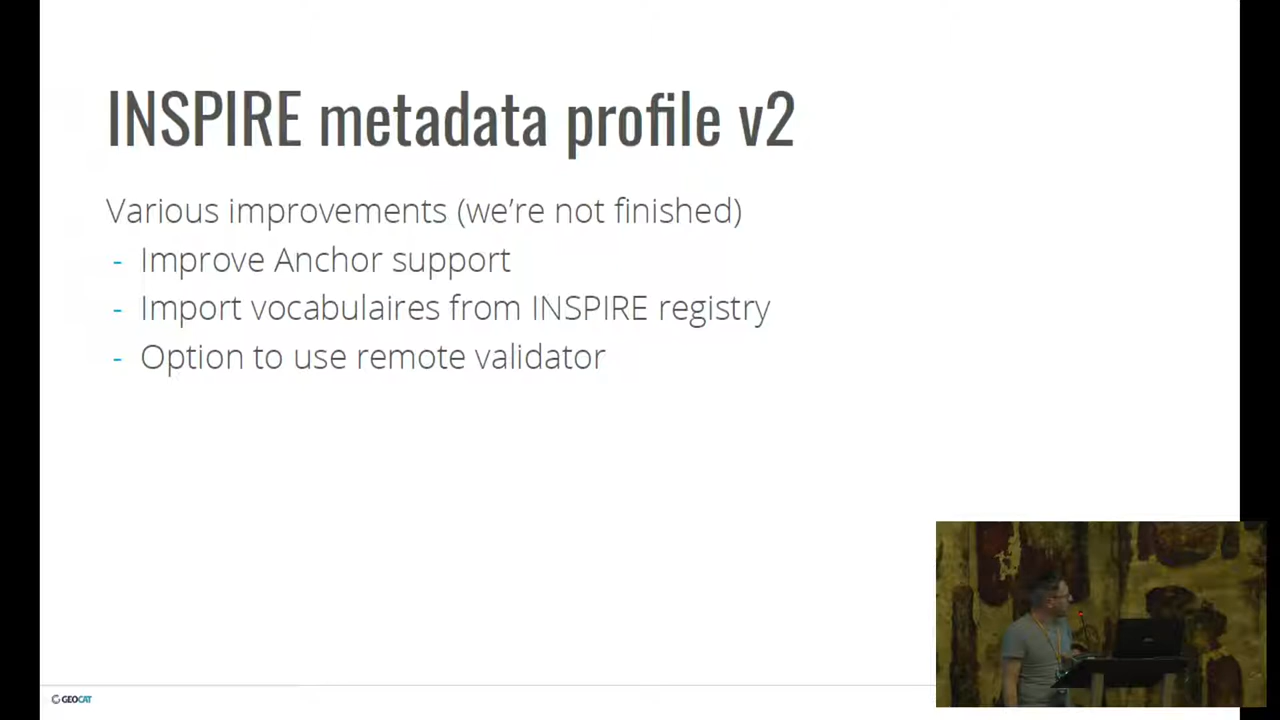 INSPIRE metadata profile v2
Various improvements (we’re not finished)
- Improve Anchor support
- Import vocabulaires from INSPIRE registry
- Option to use remote validator
GEOCAT